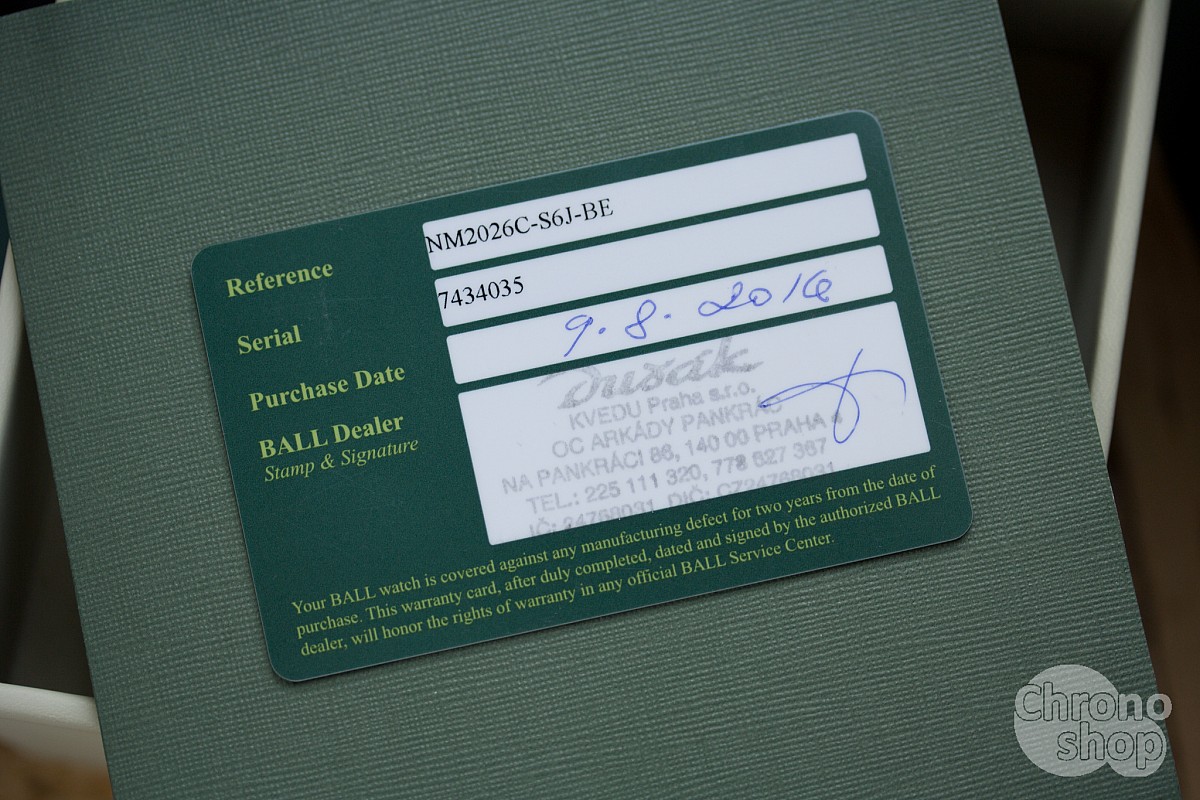 Reference NM2026C-S6J-BE
Serial 7434035
Purchase Date 9.8.2016
BALL Dealer
Stamp & Signature
Dušák
KVEDU Praha s.r.o.
OC ARKÁDY PANKRÁC
NA PANKRÁCI 86, 140 00 PRAHA 4
TEL.: 225 111 320, 778 627 367
IČ: 24768031 DIČ: CZ24768031
Your BALL watch is covered against any manufacturing defect for two years from the date of
purchase. This warranty card, after duly completed, dated and signed by the authorized BALL
dealer, will honor the rights of warranty in any official BALL Service Center.
Chrono
shop